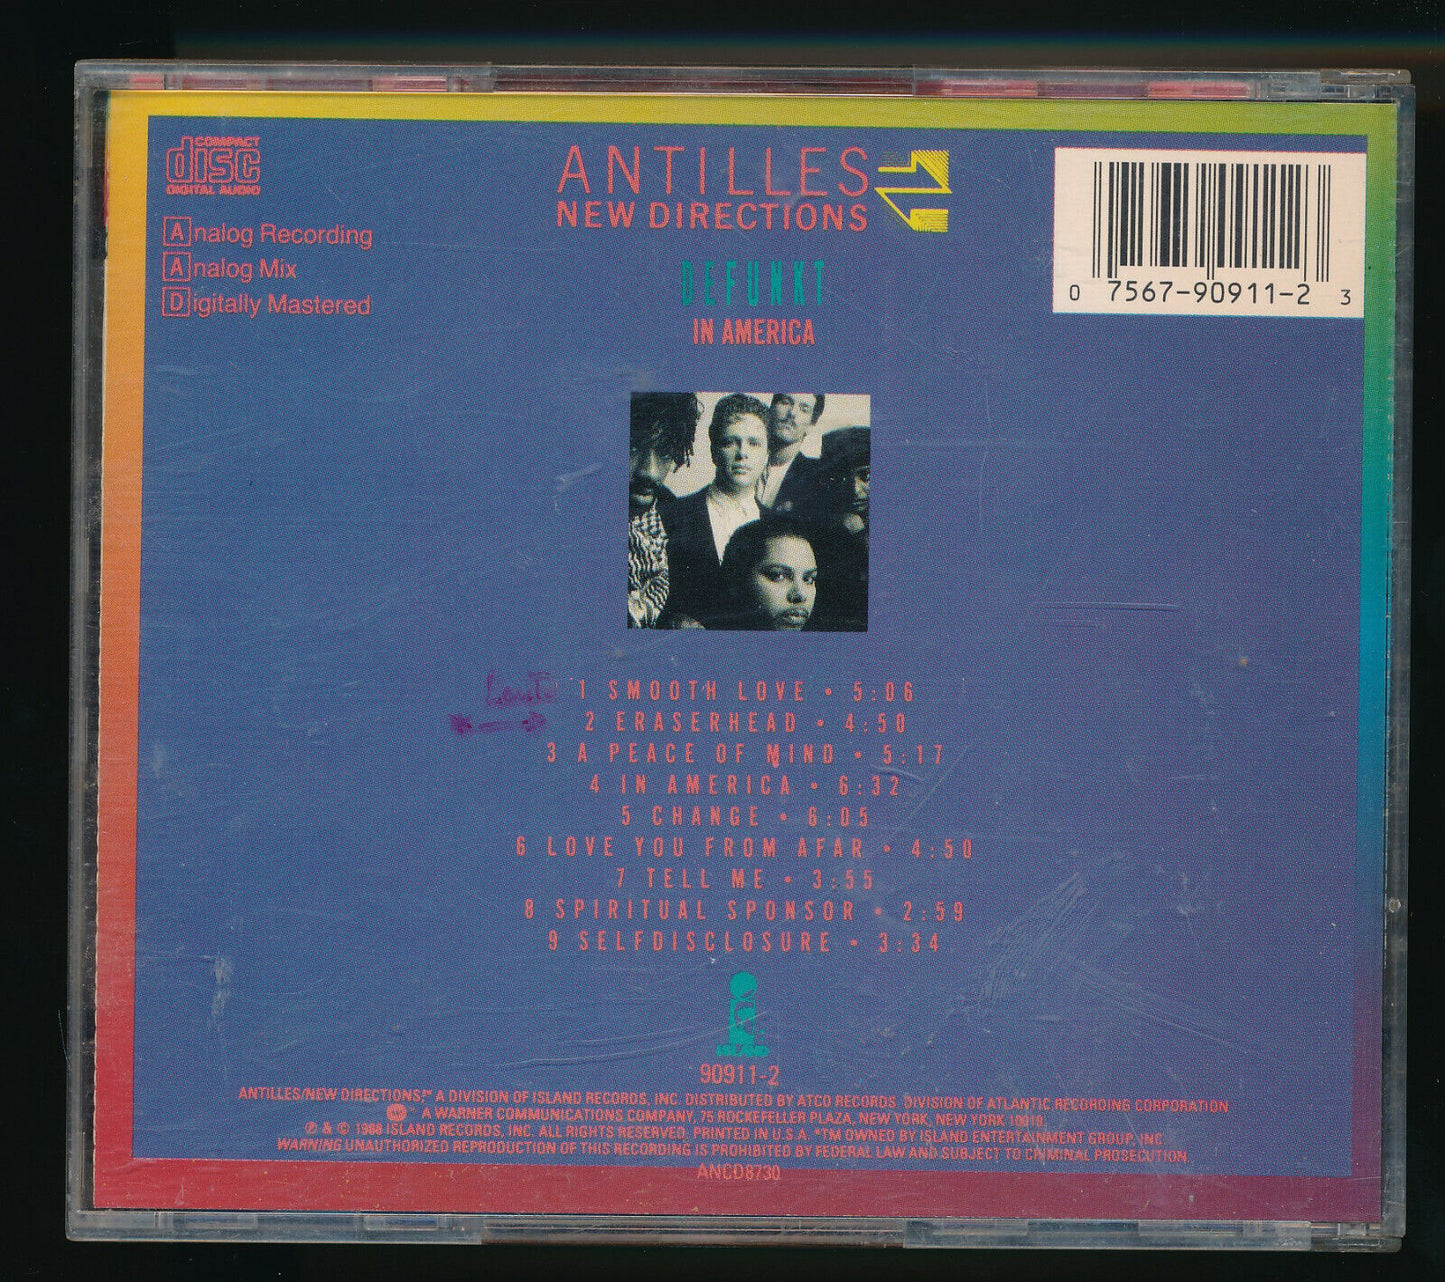 COMPACT
disc
DIGITAL AUDIO
Analog Recording
Analog Mix
Digitally Mastered
ANTILLES
NEW DIRECTIONS
DEFUNKT
IN AMERICA
0 7567-90911-2 3
1 SMOOTH LOVE • 5:06
2 ERASERHEAD • 4:50
3 A PEACE OF MIND • 5:17
4 IN AMERICA • 6:32
5 CHANGE • 6:05
6 LOVE YOU FROM AFAR • 4:50
7 TELL ME • 3:55
8 SPIRITUAL SPONSOR • 2:59
9 SELFDISCLOSURE • 3:34
ISLAND
90911-2
ANTILLES/NEW DIRECTIONS,™ A DIVISION OF ISLAND RECORDS, INC. DISTRIBUTED BY ATCO RECORDS, DIVISION OF ATLANTIC RECORDING CORPORATION
A WARNER COMMUNICATIONS COMPANY, 75 ROCKEFELLER PLAZA, NEW YORK, NEW YORK 10019.
℗ & © 1988 ISLAND RECORDS, INC. ALL RIGHTS RESERVED. PRINTED IN U.S.A. *TM OWNED BY ISLAND ENTERTAINMENT GROUP, INC.
WARNING UNAUTHORIZED REPRODUCTION OF THIS RECORDING IS PROHIBITED BY FEDERAL LAW AND SUBJECT TO CRIMINAL PROSECUTION.
ANCD8730